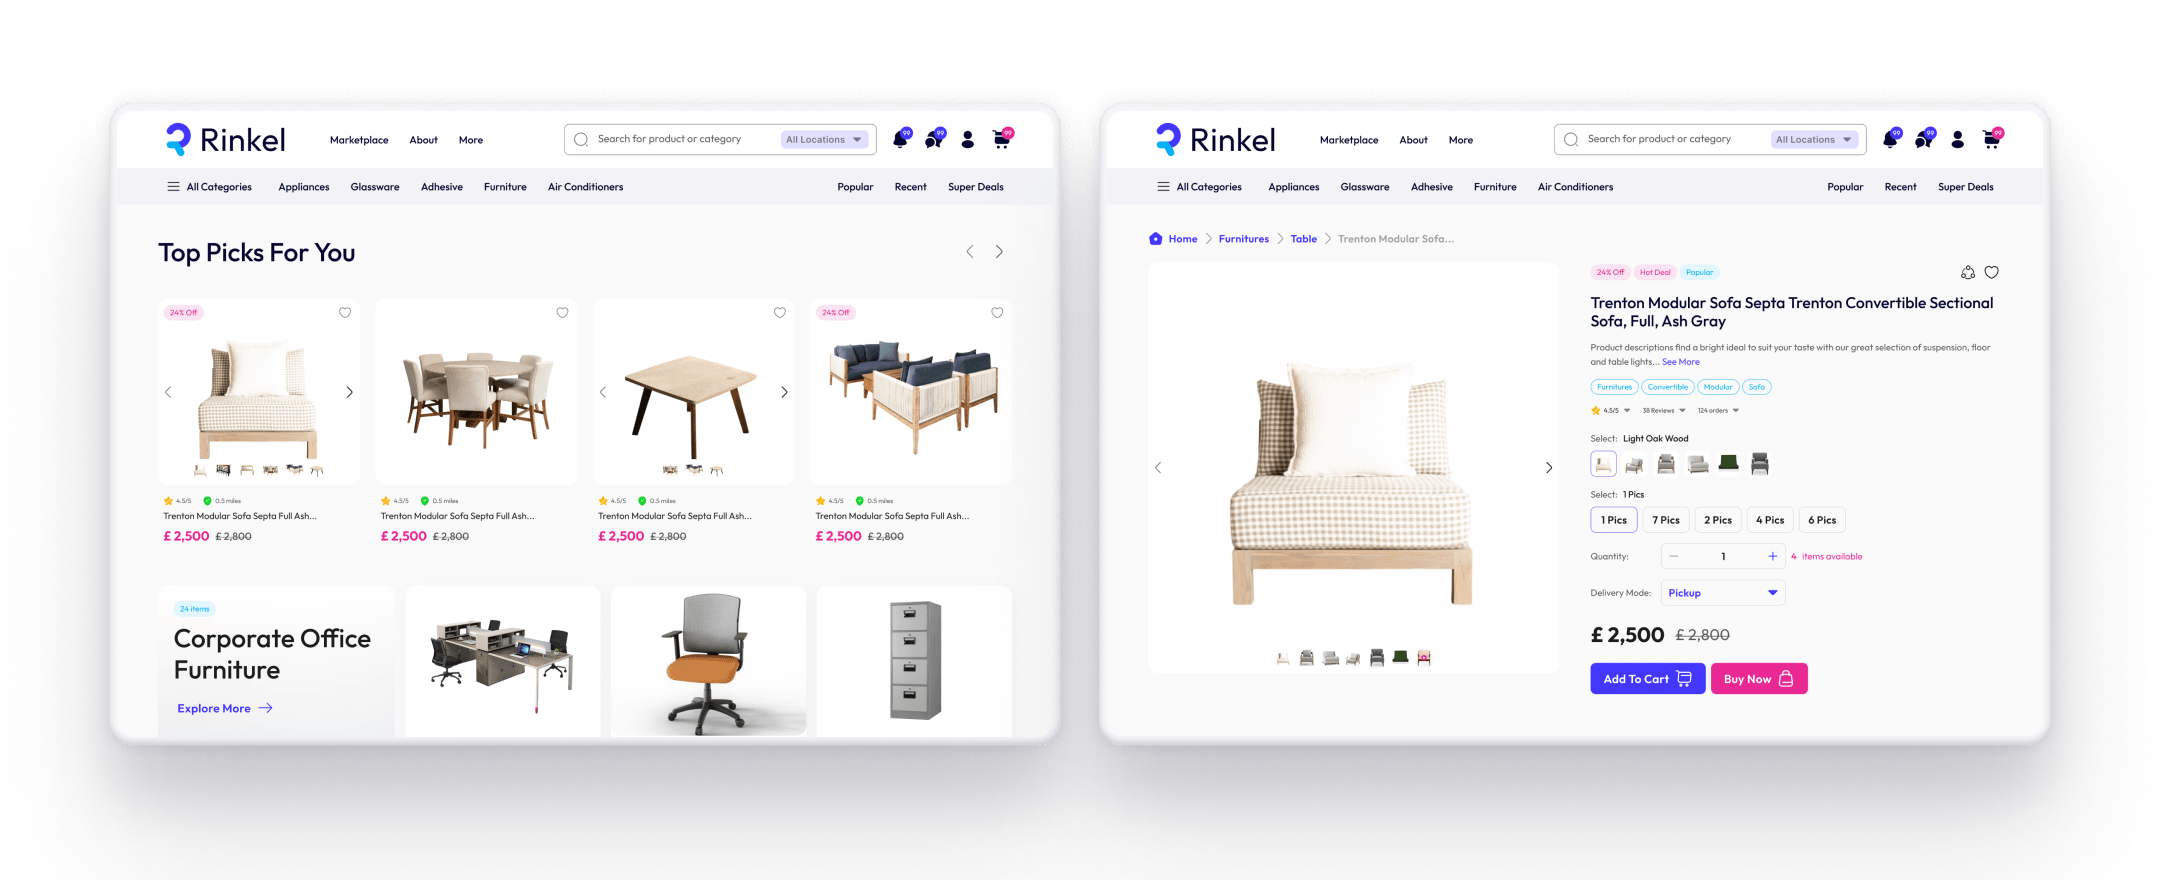 Rinkel
Marketplace About More
Search for product or category All Locations
99 99 99
All Categories Appliances Glassware Adhesive Furniture Air Conditioners Popular Recent Super Deals
Top Picks For You
24% Off 24% Off
4.5/5 0.5 miles 4.5/5 0.5 miles 4.5/5 0.5 miles 4.5/5 0.5 miles
Trenton Modular Sofa Septa Full Ash... Trenton Modular Sofa Septa Full Ash... Trenton Modular Sofa Septa Full Ash... Trenton Modular Sofa Septa Full Ash...
£ 2,500 £ 2,800 £ 2,500 £ 2,800 £ 2,500 £ 2,800 £ 2,500 £ 2,800
24 items
Corporate Office
Furniture
Explore More
Rinkel
Marketplace About More
Search for product or category All Locations
99 99 99
All Categories Appliances Glassware Adhesive Furniture Air Conditioners Popular Recent Super Deals
Home Furnitures Table Trenton Modular Sofa...
24% Off Hot Deal Popular
Trenton Modular Sofa Septa Trenton Convertible Sectional
Sofa, Full, Ash Gray
Product descriptions find a bright ideal to suit your taste with our great selection of suspension, floor
and table lights... See More
Furnitures Convertible Modular Sofa
4.5/5 38 Reviews 124 orders
Select: Light Oak Wood
Select: 1 Pics
1 Pics 7 Pics 2 Pics 4 Pics 6 Pics
Quantity: 1 4 items available
Delivery Mode: Pickup
£ 2,500 £ 2,800
Add To Cart Buy Now